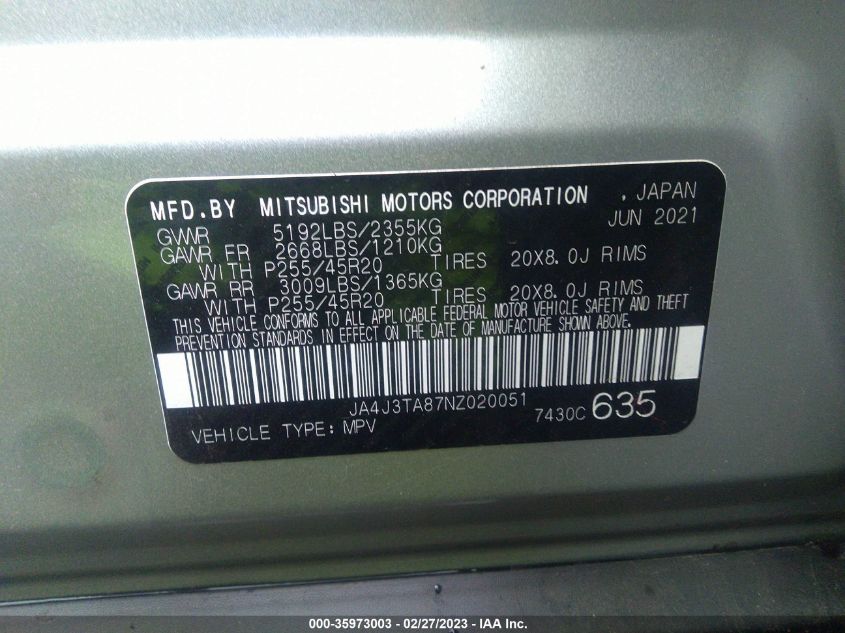 MFD.BY MITSUBISHI MOTORS CORPORATION . JAPAN
GVWR 5192LBS/2355KG JUN 2021
GAWR FR 2668LBS/1210KG
WITH P255/45R20 TIRES 20X8.0J RIMS
GAWR RR 3009LBS/1365KG
WITH P255/45R20 TIRES 20X8.0J RIMS
THIS VEHICLE CONFORMS TO ALL APPLICABLE FEDERAL MOTOR VEHICLE SAFETY AND THEFT
PREVENTION STANDARDS IN EFFECT ON THE DATE OF MANUFACTURE SHOWN ABOVE.
JA4J3TA87NZ020051
VEHICLE TYPE: MPV 7430C 635
000-35973003 - 02/27/2023 - © IAA Inc.